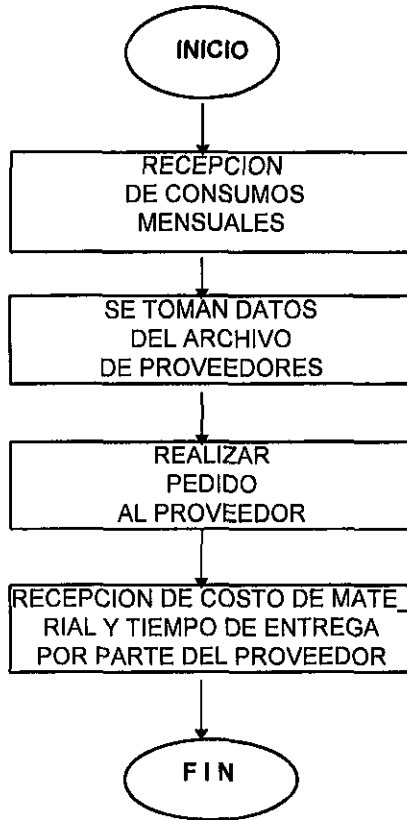 INICIO
RECEPCION
DE CONSUMOS
MENSUALES
SE TOMAN DATOS
DEL ARCHIVO
DE PROVEEDORES
REALIZAR
PEDIDO
AL PROVEEDOR
RECEPCION DE COSTO DE MATE_
RIAL Y TIEMPO DE ENTREGA
POR PARTE DEL PROVEEDOR
F I N